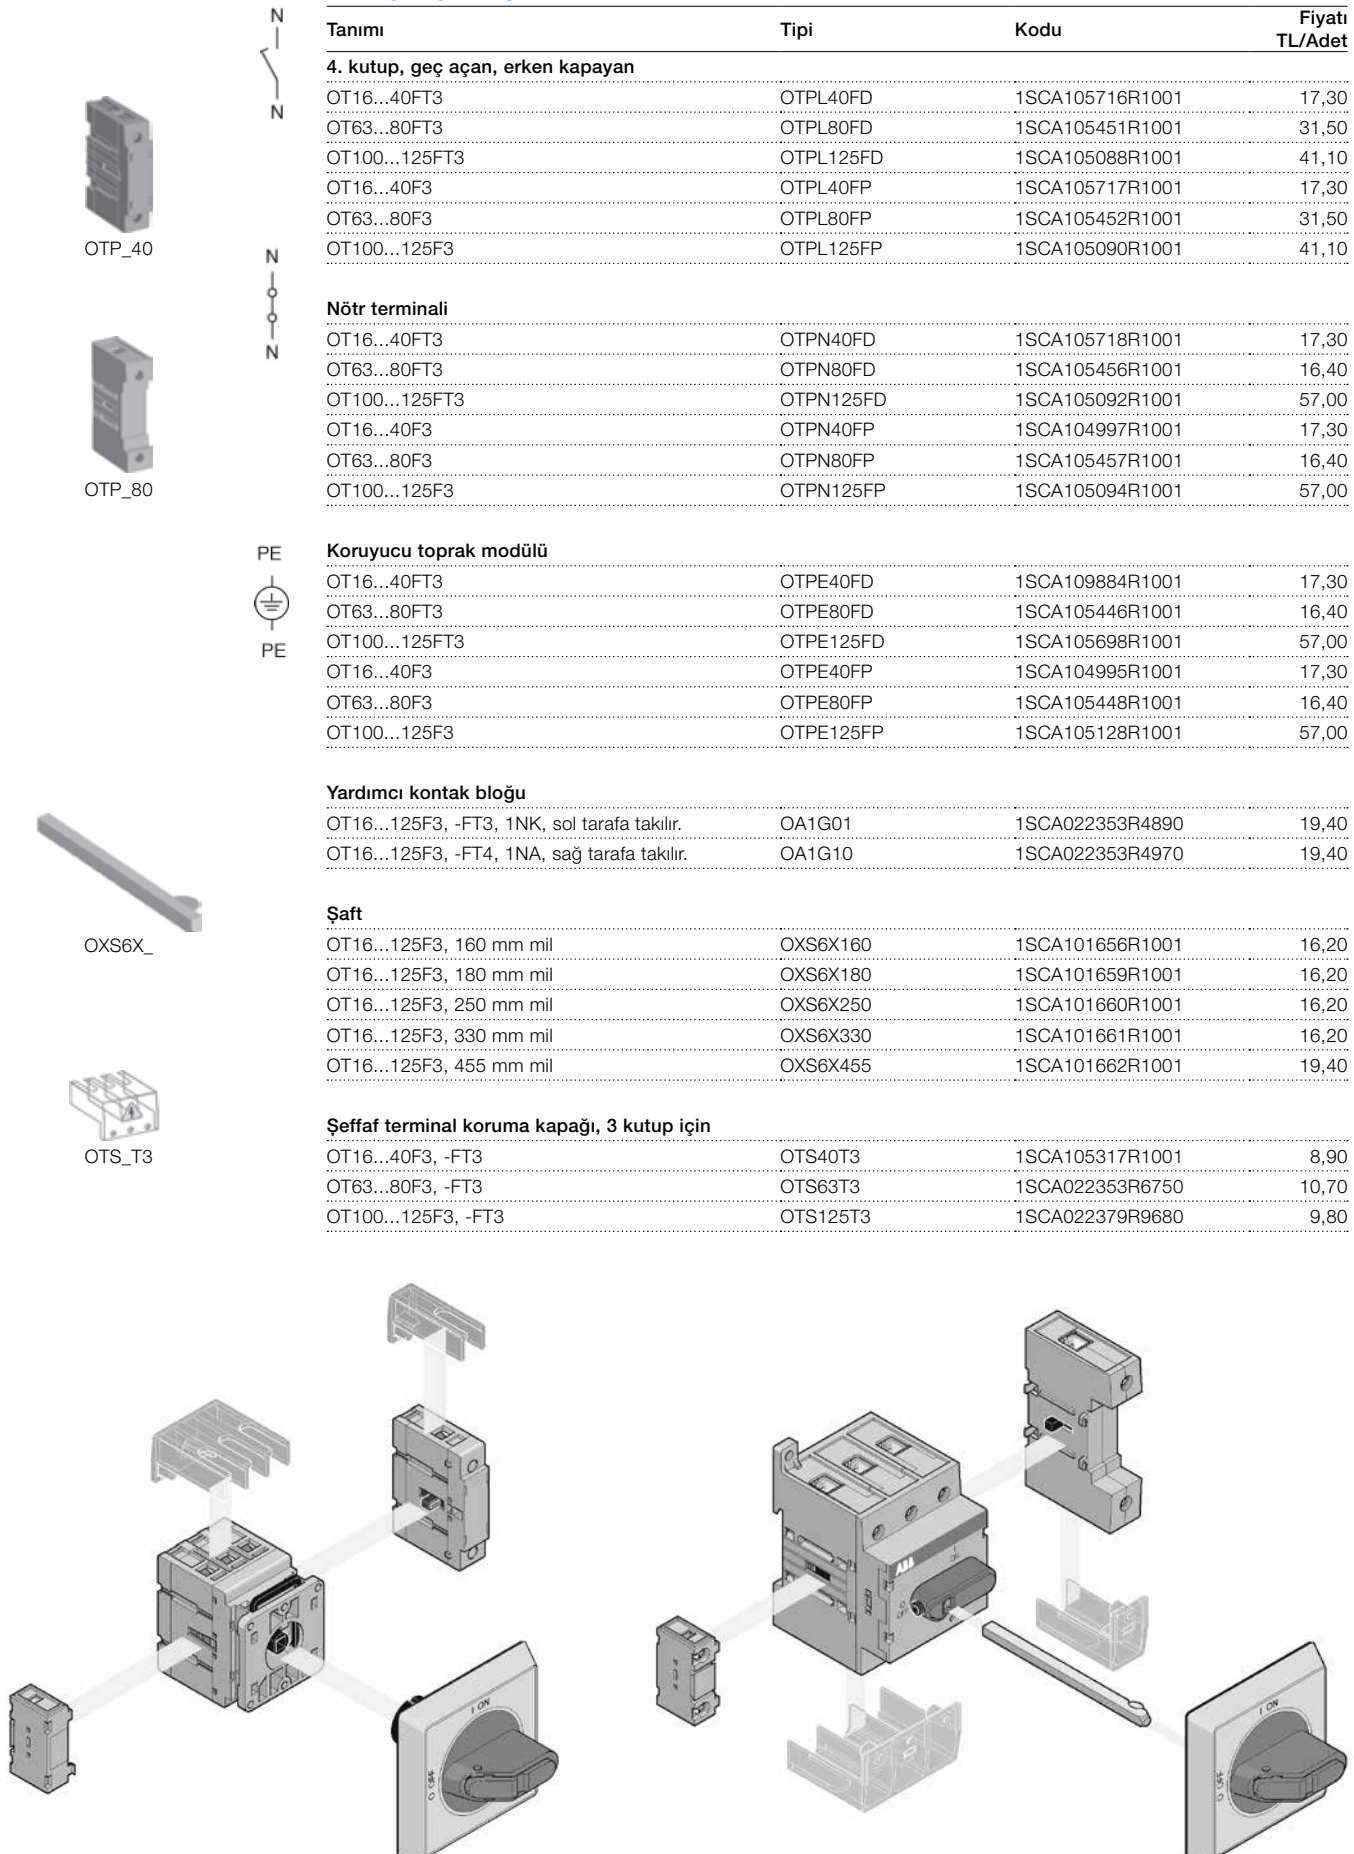 Tanımı Tipi Kodu Fiyatı TL/Adet
4. kutup, geç açan, erken kapayan
OT16...40FT3 OTPL40FD 1SCA105716R1001 17,30
OT63...80FT3 OTPL80FD 1SCA105451R1001 31,50
OT100...125FT3 OTPL125FD 1SCA105088R1001 41,10
OT16...40F3 OTPL40FP 1SCA105717R1001 17,30
OT63...80F3 OTPL80FP 1SCA105452R1001 31,50
OT100...125F3 OTPL125FP 1SCA105090R1001 41,10
N
N
OTP_40
Nötr terminali
OT16...40FT3 OTPN40FD 1SCA105718R1001 17,30
OT63...80FT3 OTPN80FD 1SCA105456R1001 16,40
OT100...125FT3 OTPN125FD 1SCA105092R1001 57,00
OT16...40F3 OTPN40FP 1SCA104997R1001 17,30
OT63...80F3 OTPN80FP 1SCA105457R1001 16,40
OT100...125F3 OTPN125FP 1SCA105094R1001 57,00
N
N
OTP_80
Koruyucu toprak modülü
OT16...40FT3 OTPE40FD 1SCA109884R1001 17,30
OT63...80FT3 OTPE80FD 1SCA105446R1001 16,40
OT100...125FT3 OTPE125FD 1SCA105698R1001 57,00
OT16...40F3 OTPE40FP 1SCA104995R1001 17,30
OT63...80F3 OTPE80FP 1SCA105448R1001 16,40
OT100...125F3 OTPE125FP 1SCA105128R1001 57,00
PE
PE
Yardımcı kontak bloğu
OT16...125F3, -FT3, 1NK, sol tarafa takılır. OA1G01 1SCA022353R4890 19,40
OT16...125F3, -FT4, 1NA, sağ tarafa takılır. OA1G10 1SCA022353R4970 19,40
Şaft
OT16...125F3, 160 mm mil OXS6X160 1SCA101656R1001 16,20
OT16...125F3, 180 mm mil OXS6X180 1SCA101659R1001 16,20
OT16...125F3, 250 mm mil OXS6X250 1SCA101660R1001 16,20
OT16...125F3, 330 mm mil OXS6X330 1SCA101661R1001 16,20
OT16...125F3, 455 mm mil OXS6X455 1SCA101662R1001 19,40
OXS6X_
Şeffaf terminal koruma kapağı, 3 kutup için
OT16...40F3, -FT3 OTS40T3 1SCA105317R1001 8,90
OT63...80F3, -FT3 OTS63T3 1SCA022353R6750 10,70
OT100...125F3, -FT3 OTS125T3 1SCA022379R9680 9,80
OTS_T3
ABB
I ON
O OFF
I ON
O OFF